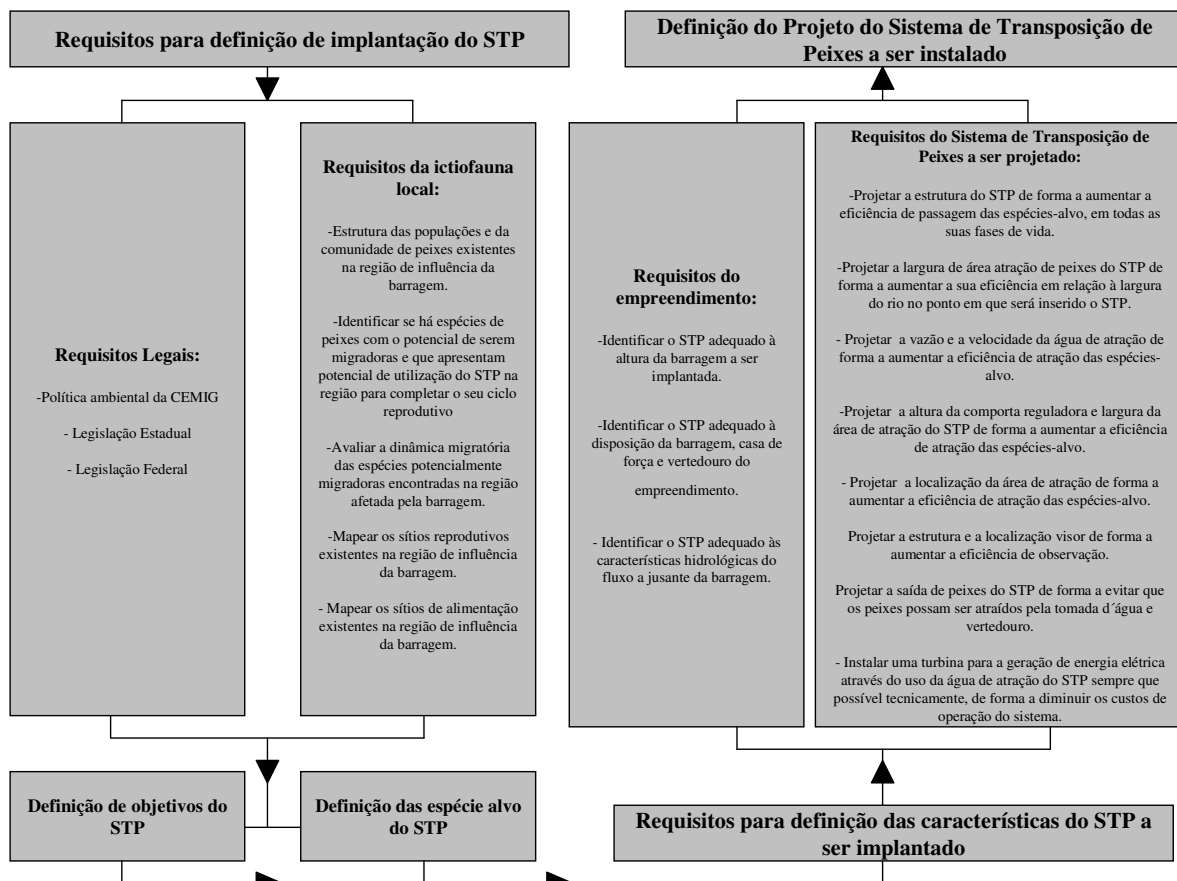 Requisitos para definição de implantação do STP
Definição do Projeto do Sistema de Transposição de
Peixes a ser instalado
Requisitos Legais:
-Política ambiental da CEMIG
- Legislação Estadual
- Legislação Federal
Requisitos da ictiofauna
local:
-Estrutura das populações e da
comunidade de peixes existentes
na região de influência da
barragem.
-Identificar se há espécies de
peixes com o potencial de serem
migradoras e que apresentam
potencial de utilização do STP na
região para completar o seu ciclo
reprodutivo
-Avaliar a dinâmica migratória
das espécies potencialmente
migradoras encontradas na região
afetada pela barragem.
-Mapear os sítios reprodutivos
existentes na região de influência
da barragem.
- Mapear os sítios de alimentação
existentes na região de influência
da barragem.
Requisitos do
empreendimento:
-Identificar o STP adequado à
altura da barragem a ser
implantada.
-Identificar o STP adequado à
disposição da barragem, casa de
força e vertedouro do
empreendimento.
- Identificar o STP adequado às
características hidrológicas do
fluxo a jusante da barragem.
Requisitos do Sistema de Transposição de
Peixes a ser projetado:
-Projetar a estrutura do STP de forma a aumentar a
eficiência de passagem das espécies-alvo, em todas as
suas fases de vida.
-Projetar a largura de área atração de peixes do STP de
forma a aumentar a sua eficiência em relação à largura
do rio no ponto em que será inserido o STP.
- Projetar a vazão e a velocidade da água de atração de
forma a aumentar a eficiência de atração das espécies-
alvo.
-Projetar a altura da comporta reguladora e largura da
área de atração do STP de forma a aumentar a eficiência
de atração das espécies-alvo.
- Projetar a localização da área de atração de forma a
aumentar a eficiência de atração das espécies-alvo.
Projetar a estrutura e a localização visor de forma a
aumentar a eficiência de observação.
Projetar a saída de peixes do STP de forma a evitar que
os peixes possam ser atraídos pela tomada d´água e
vertedouro.
- Instalar uma turbina para a geração de energia elétrica
através do uso da água de atração do STP sempre que
possível tecnicamente, de forma a diminuir os custos de
operação do sistema.
Definição de objetivos do
STP
Definição das espécie alvo
do STP
Requisitos para definição das características do STP a
ser implantado